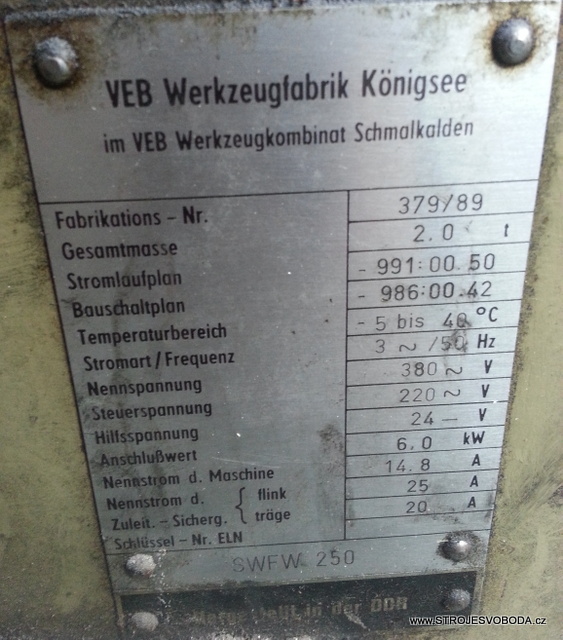 VEB Werkzeugfabrik Königsee
im VEB Werkzeugkombinat Schmalkalden
Fabrikations - Nr. 379/89
Gesamtmasse 2.0 t
Stromlaufplan - 991:00.50
Bauschaltplan - 986:00.42
Temperaturbereich - 5 bis 40 °C
Stromart / Frequenz 3 ~ /50 Hz
Nennspannung 380 ~ V
Steuerspannung 220 ~ V
Hilfsspannung 24 — V
Anschlußwert 6,0 kW
Nennstrom d. Maschine 14.8 A
Nennstrom d. flink 25 A
Zuleit. - Sicherg. träge 20 A
Schlüssel - Nr. ELN
SWFW 250
in der DDR
www.STROJESVOBODA.cz